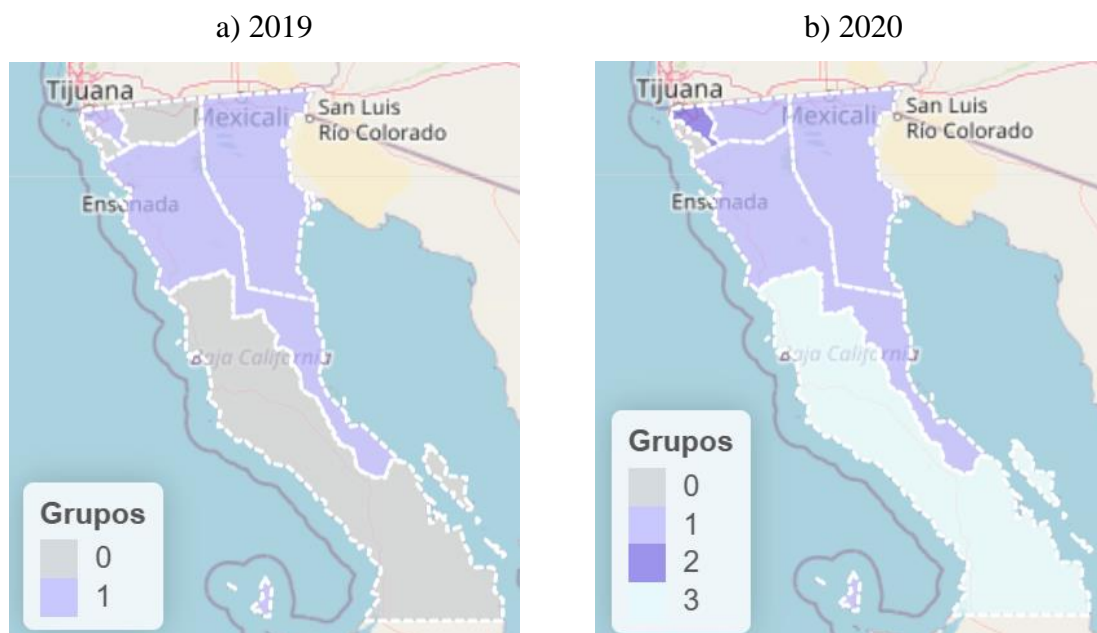 a) 2019
Tijuana
Mexicali
San Luis
Río Colorado
Ensenada
Baja California
Grupos
0
1
b) 2020
Tijuana
Mexicali
San Luis
Río Colorado
Ensenada
Baja California
Grupos
0
1
2
3